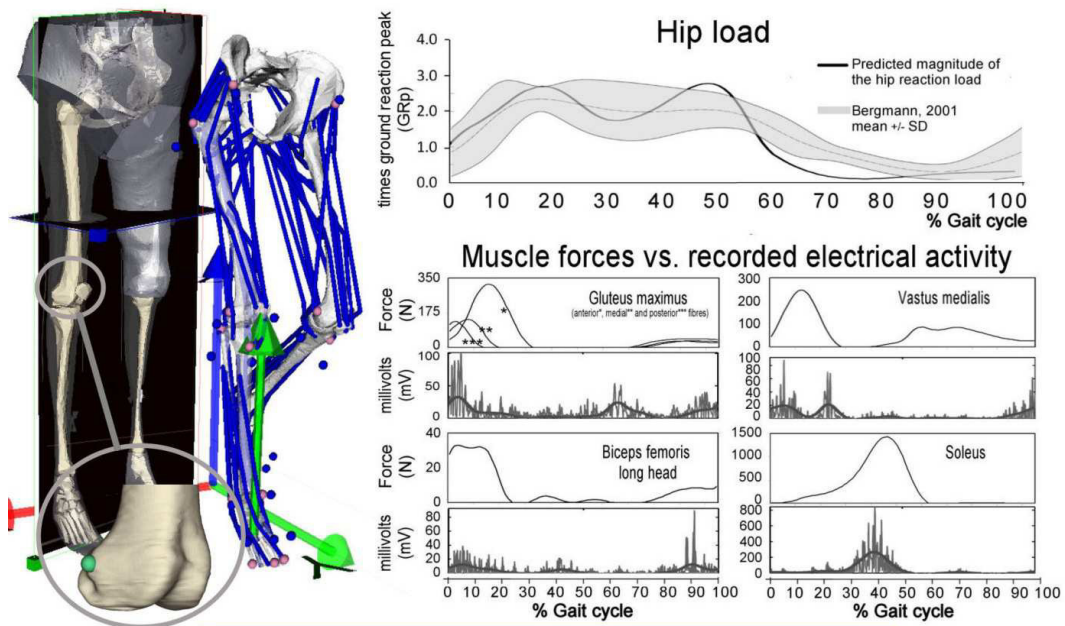 Hip load
times ground reaction peak
(GRp)
4.0
3.0
2.0
1.0
0.0
Predicted magnitude of
the hip reaction load
Bergmann, 2001
mean +/- SD
0 10 20 30 40 50 60 70 80 90 100
% Gait cycle
Muscle forces vs. recorded electrical activity
Force
(N)
350
175
0
Gluteus maximus
(anterior*, medial** and posterior*** fibres)
*
**
***
300
200
100
0
Vastus medialis
millivolts
(mV)
100
50
0
100
80
60
40
20
0
Force
(N)
40
20
0
Biceps femoris
long head
1500
1000
500
0
Soleus
millivolts
(mV)
80
60
40
20
0
800
600
400
200
0
0 10 20 30 40 50 60 70 80 90 100
0 10 20 30 40 50 60 70 80 90 100
% Gait cycle
% Gait cycle